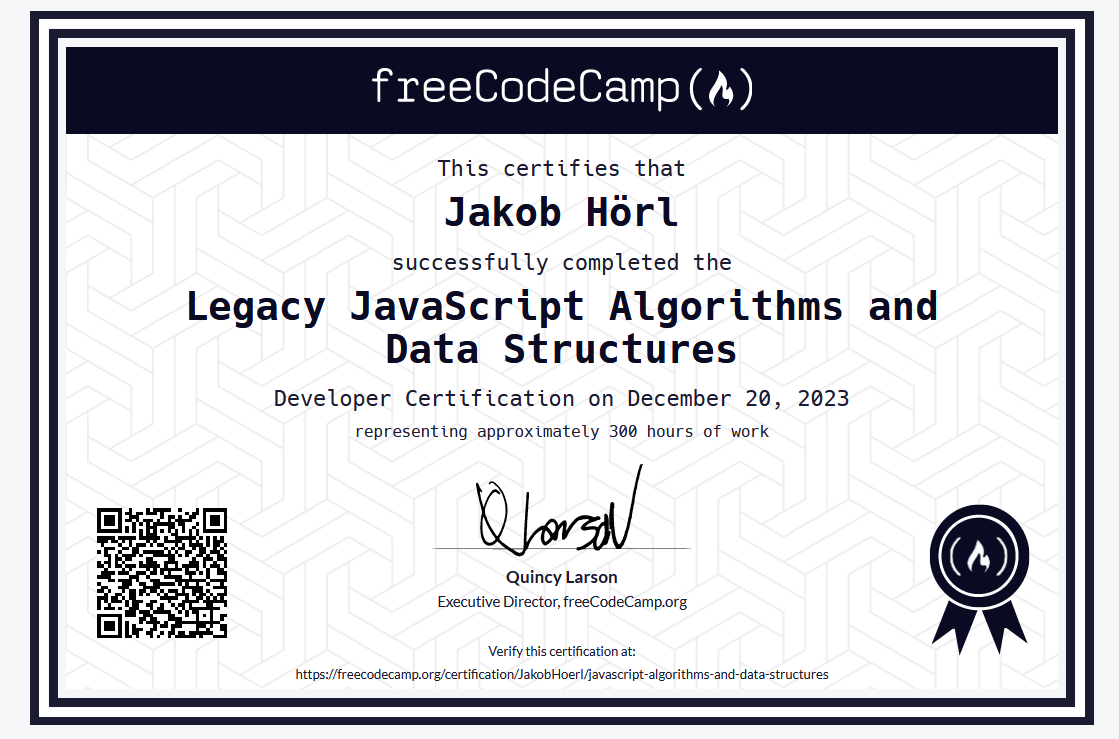 freeCodeCamp
This certifies that
Jakob Hörl
successfully completed the
Legacy JavaScript Algorithms and
Data Structures
Developer Certification on December 20, 2023
representing approximately 300 hours of work
Q Larson
Quincy Larson
Executive Director, freeCodeCamp.org
Verify this certification at:
https://freecodecamp.org/certification/JakobHoerl/javascript-algorithms-and-data-structures